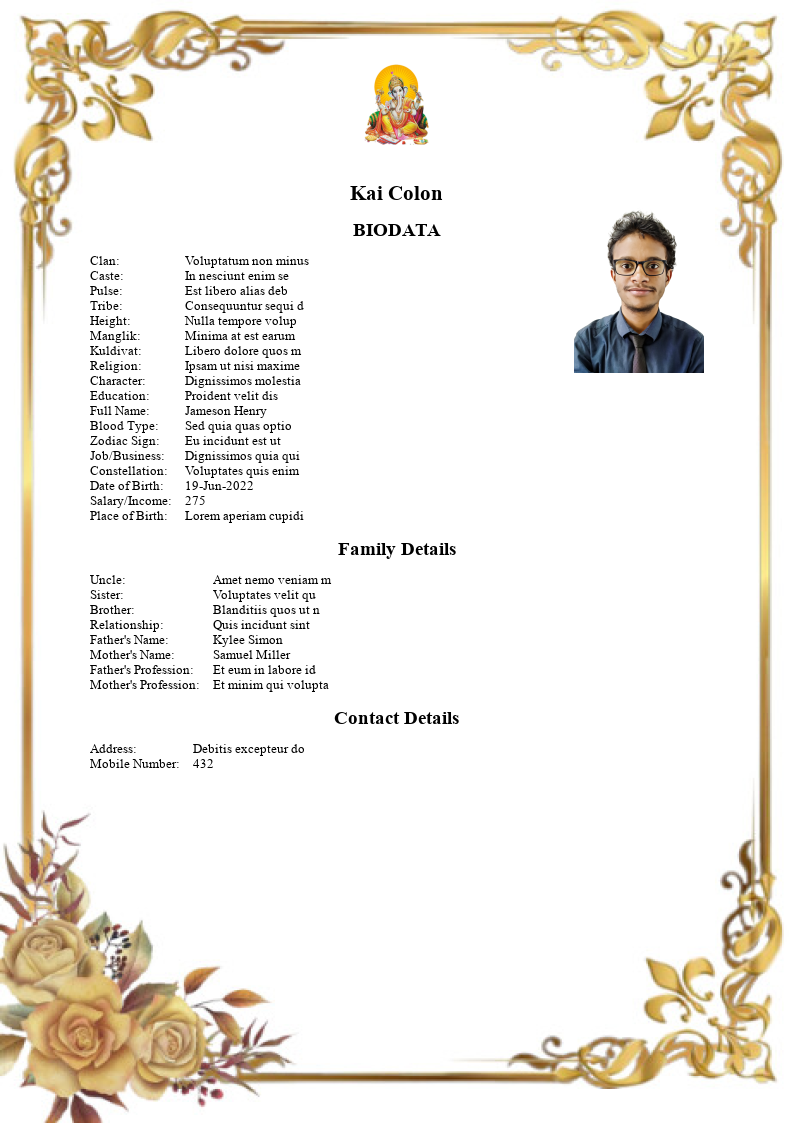 Kai Colon
BIODATA
Clan: Voluptatum non minus
Caste: In nesciunt enim se
Pulse: Est libero alias deb
Tribe: Consequuntur sequi d
Height: Nulla tempore volup
Manglik: Minima at est earum
Kuldivat: Libero dolore quos m
Religion: Ipsam ut nisi maxime
Character: Dignissimos molestia
Education: Proident velit dis
Full Name: Jameson Henry
Blood Type: Sed quia quas optio
Zodiac Sign: Eu incidunt est ut
Job/Business: Dignissimos quia qui
Constellation: Voluptates quis enim
Date of Birth: 19-Jun-2022
Salary/Income: 275
Place of Birth: Lorem aperiam cupidi
Family Details
Uncle: Amet nemo veniam m
Sister: Voluptates velit qu
Brother: Blanditiis quos ut n
Relationship: Quis incidunt sint
Father's Name: Kylee Simon
Mother's Name: Samuel Miller
Father's Profession: Et eum in labore id
Mother's Profession: Et minim qui volupta
Contact Details
Address: Debitis excepteur do
Mobile Number: 432